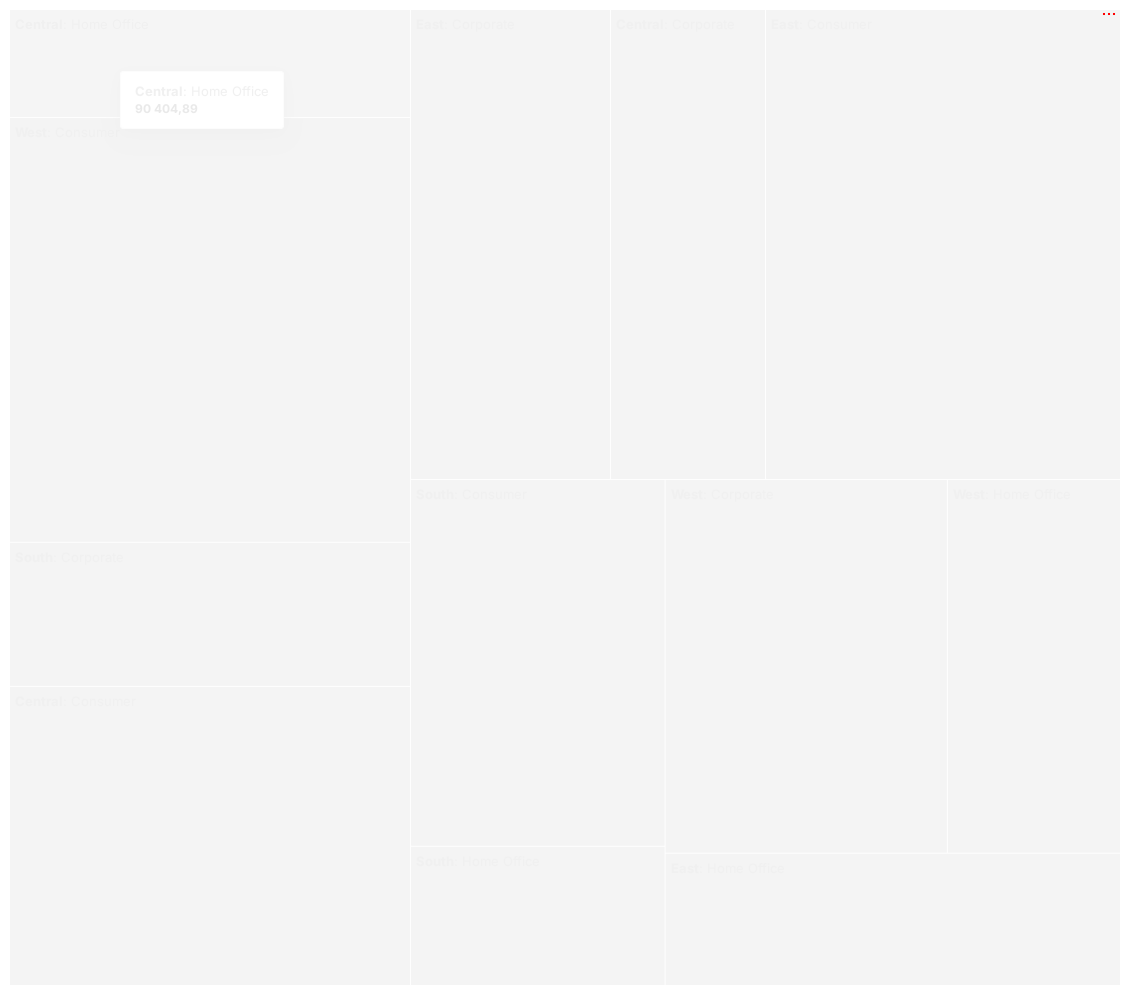 Central: Home Office
East: Corporate
Central: Corporate
East: Consumer
Central: Home Office
90 404,89
West: Consumer
South: Consumer
West: Corporate
West: Home Office
South: Corporate
Central: Consumer
South: Home Office
East: Home Office